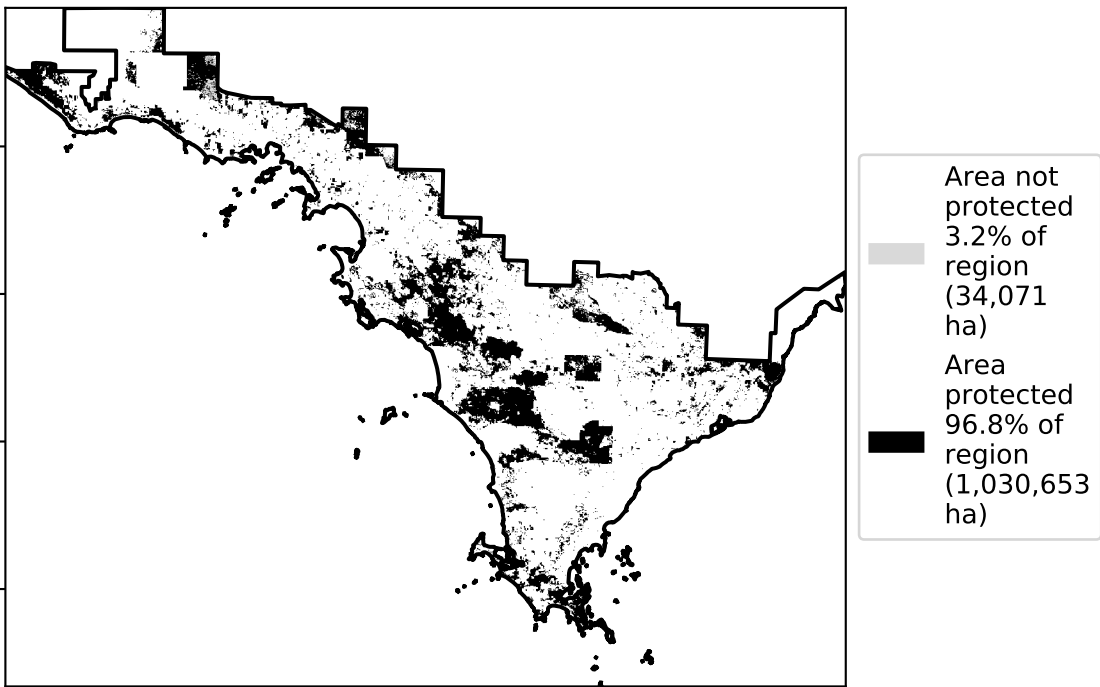 Area not
protected
3.2% of
region
(34,071
ha)
Area
protected
96.8% of
region
(1,030,653
ha)